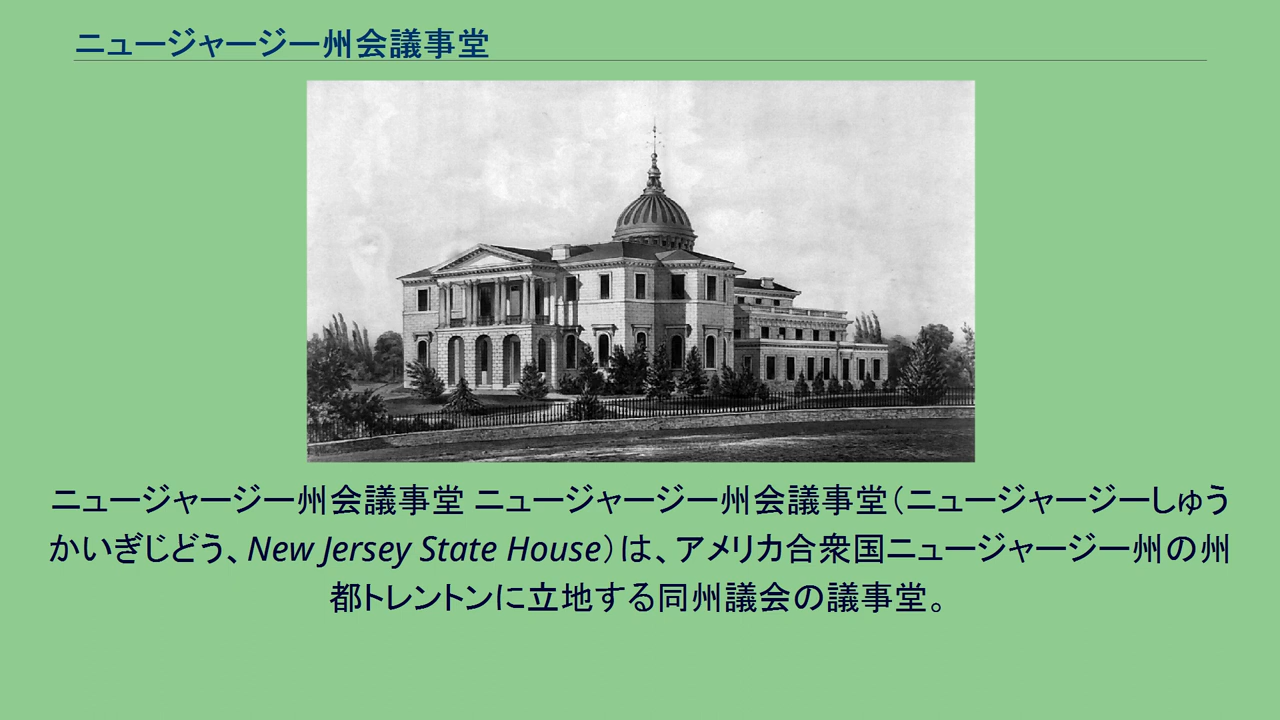 ニュージャージー州会議事堂
ニュージャージー州会議事堂 ニュージャージー州会議事堂（ニュージャージーしゅう
かいぎじどう、New Jersey State House）は、アメリカ合衆国ニュージャージー州の州
都トレントンに立地する同州議会の議事堂。